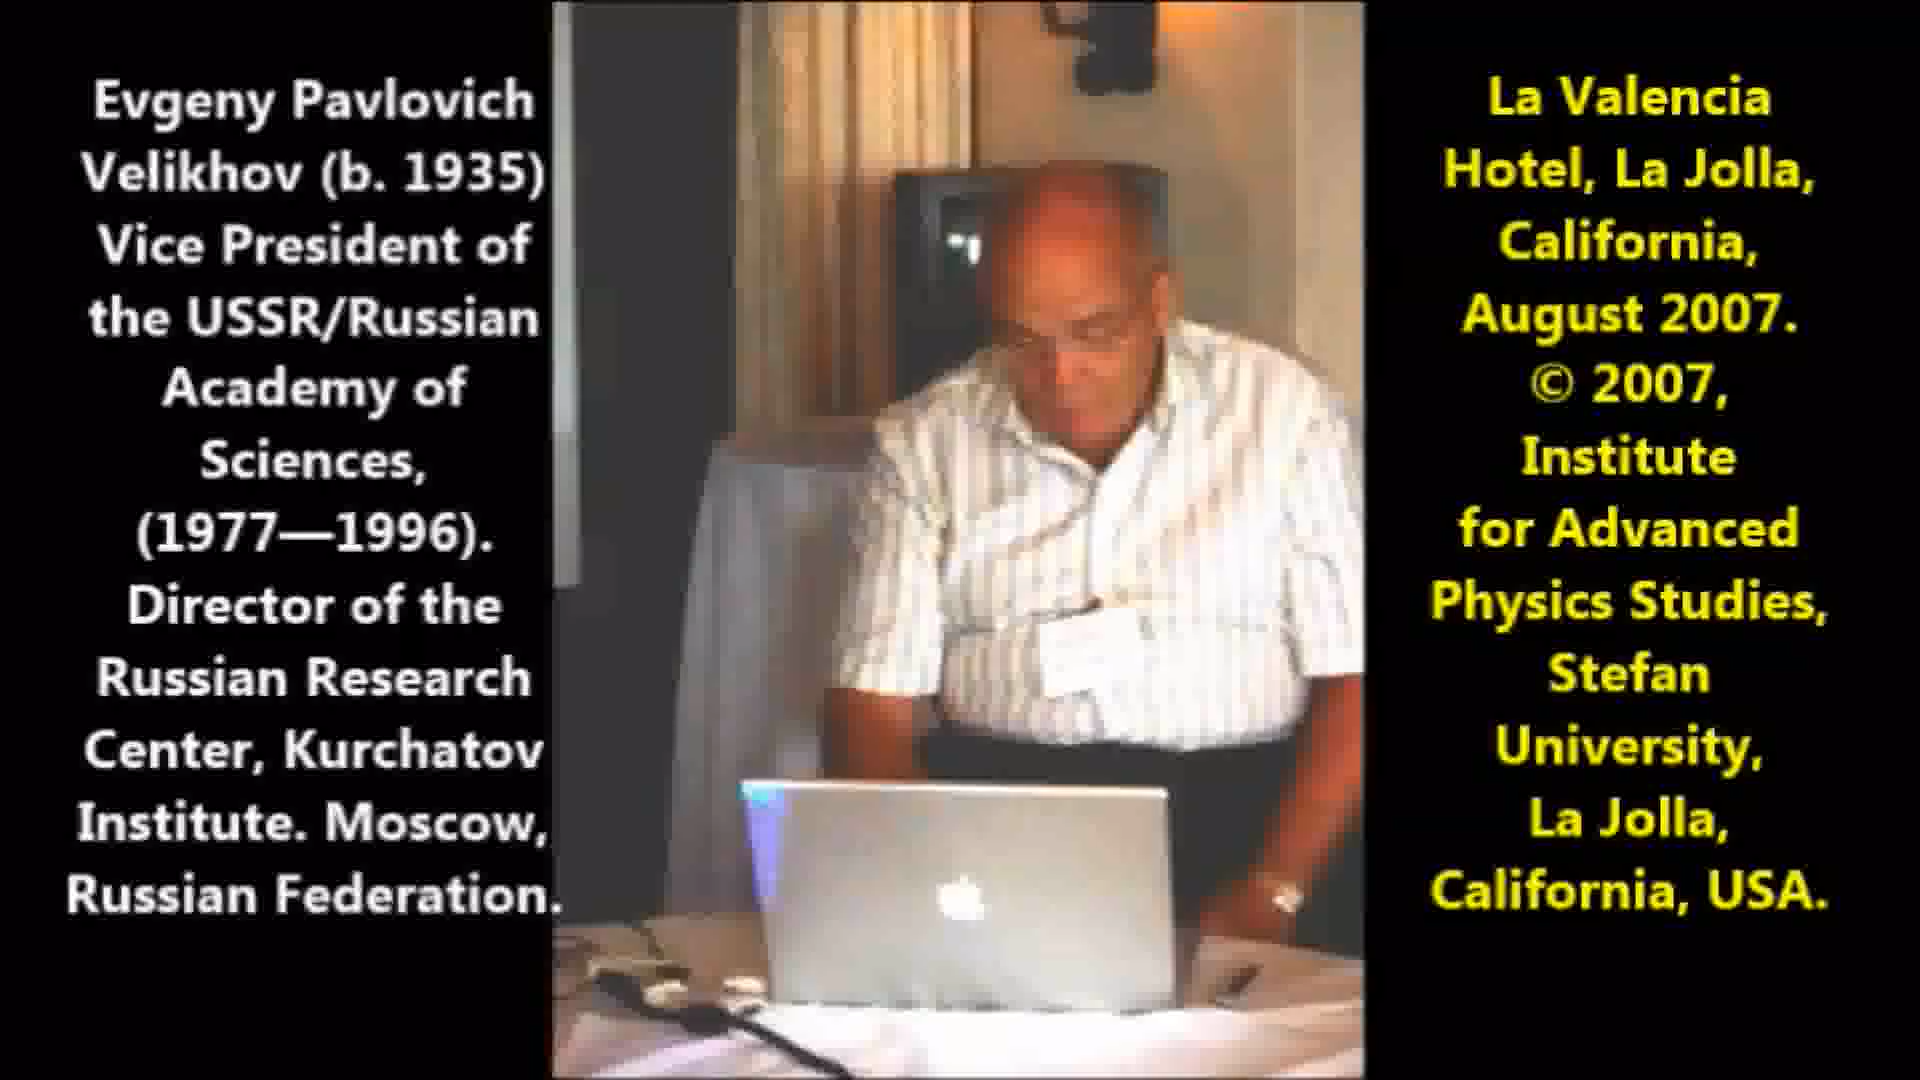 Evgeny Pavlovich
Velikhov (b. 1935)
Vice President of
the USSR/Russian
Academy of
Sciences,
(1977—1996).
Director of the
Russian Research
Center, Kurchatov
Institute. Moscow,
Russian Federation.
La Valencia
Hotel, La Jolla,
California,
August 2007.
© 2007,
Institute
for Advanced
Physics Studies,
Stefan
University,
La Jolla,
California, USA.